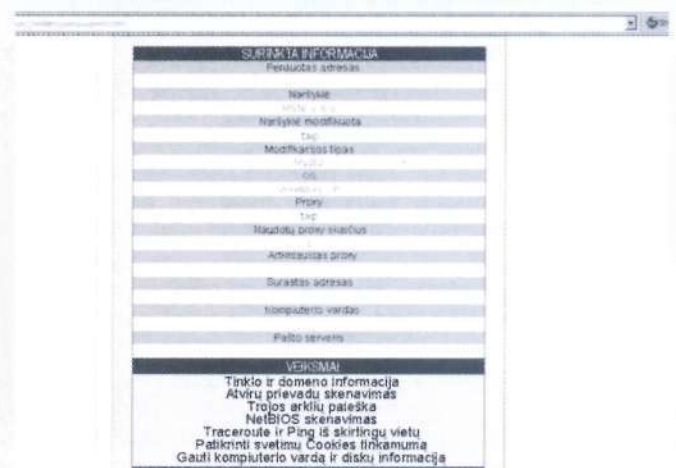 SURINKTA INFORMACIJA
Perduotas adresas
Naršyklė
Naršyklė modifikuota
taip
Modifikacijos tipas
OS
Proxy
taip
Naudotų proxy skaičius
Artimiausias proxy
Surastas adresas
Kompiuterio vardas
Pašto serveris
VEIKSMAI
Tinklo ir domeno informacija
Atvirų prievadų skenavimas
Trojos arklių paieška
NetBIOS skenavimas
Traceroute ir Ping iš skirtingų vietų
Patikrinti svetimų Cookies tinkamumą
Gauti kompiuterio vardą ir diskų informaciją